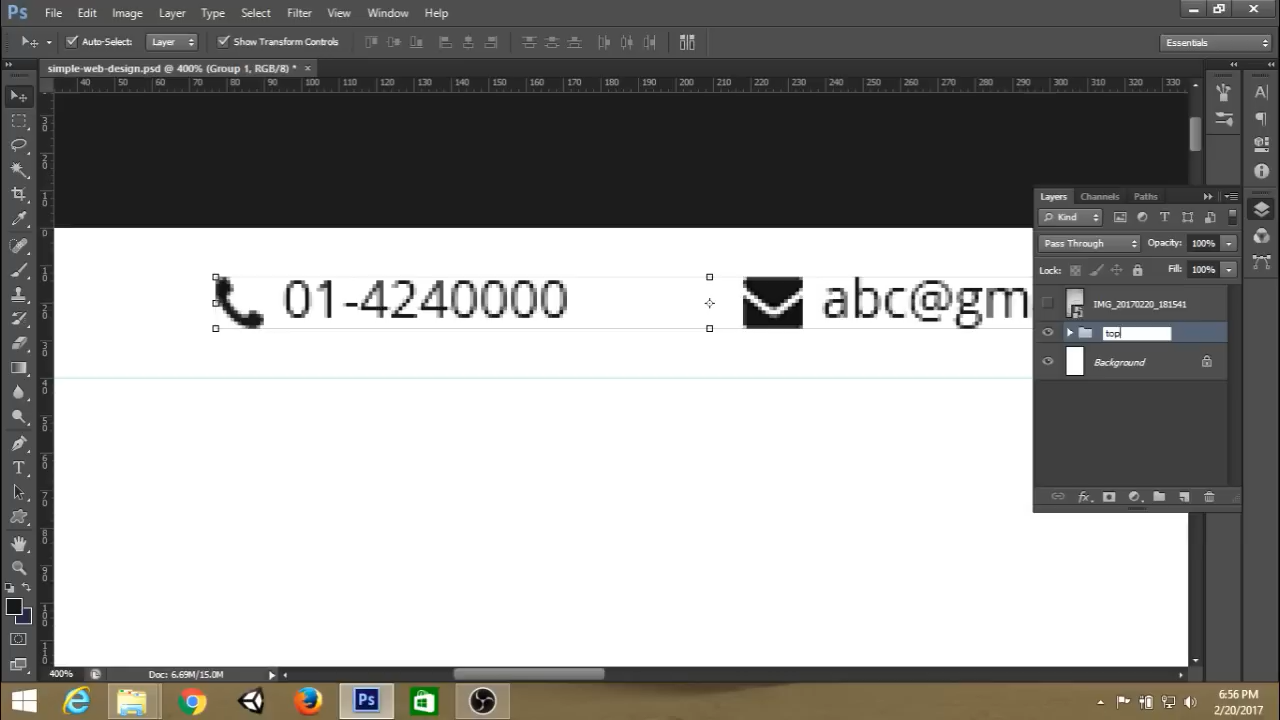 Ps File Edit Image Layer Type Select Filter View Window Help
Auto-Select: Layer Show Transform Controls Essentials
simple-web-design.psd @ 400% (Group 1, RGB/8) * ×
40 50 60 70 80 90 100 110 120 130 140 150 160 170 180 190 200 210 220 230 240 250 260 270 280 290 300 310 320 330
Layers Channels Paths
Kind
Pass Through Opacity: 100%
Lock: Fill: 100%
01-4240000 abc@gm
IMG_20170220_181541
top
Background
400% Doc: 6.69M/15.0M
Ps
6:56 PM
2/20/2017